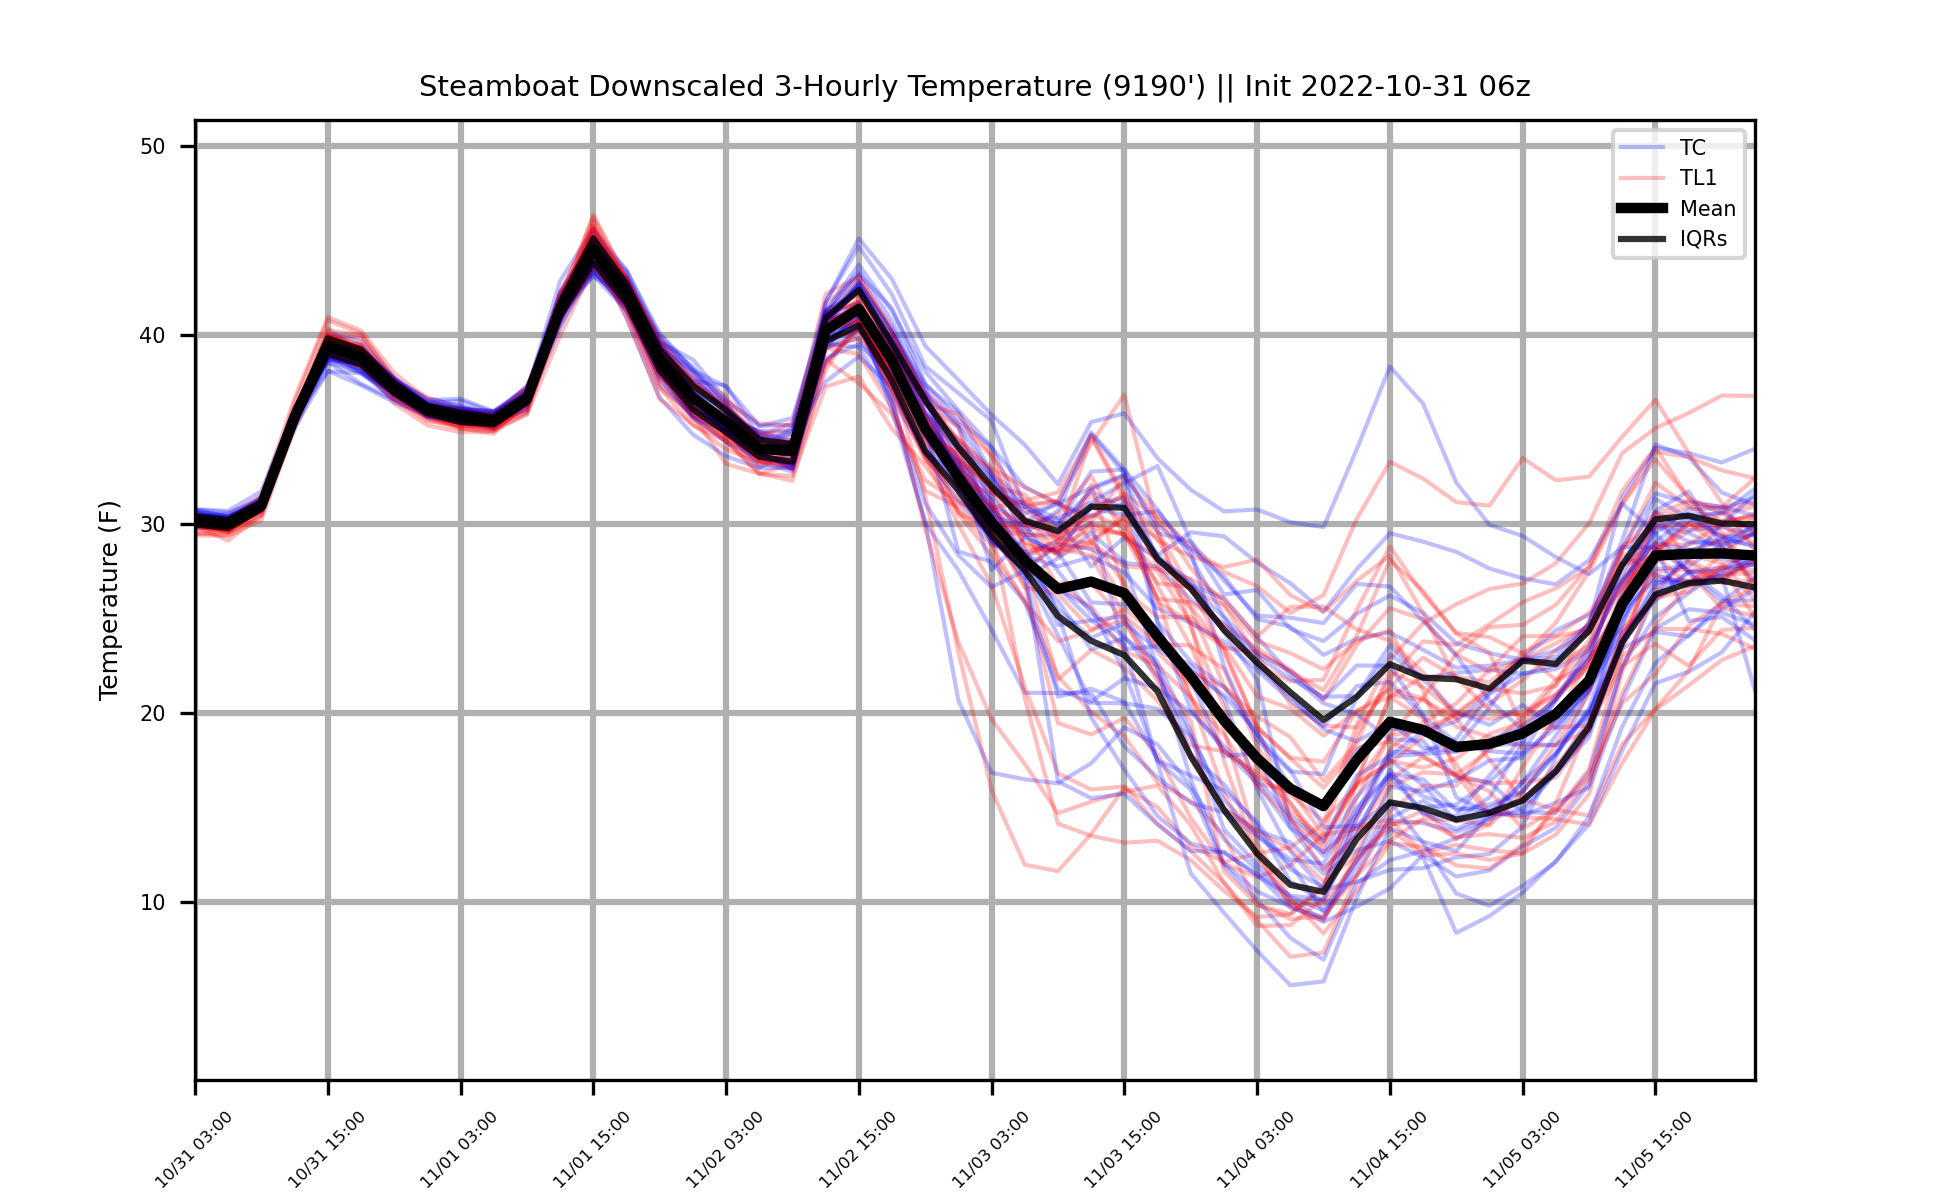 Steamboat Downscaled 3-Hourly Temperature (9190') || Init 2022-10-31 06z
TC
TL1
Mean
IQRs
Temperature (F)
50
40
30
20
10
10/31 03:00
10/31 15:00
11/01 03:00
11/01 15:00
11/02 03:00
11/02 15:00
11/03 03:00
11/03 15:00
11/04 03:00
11/04 15:00
11/05 03:00
11/05 15:00